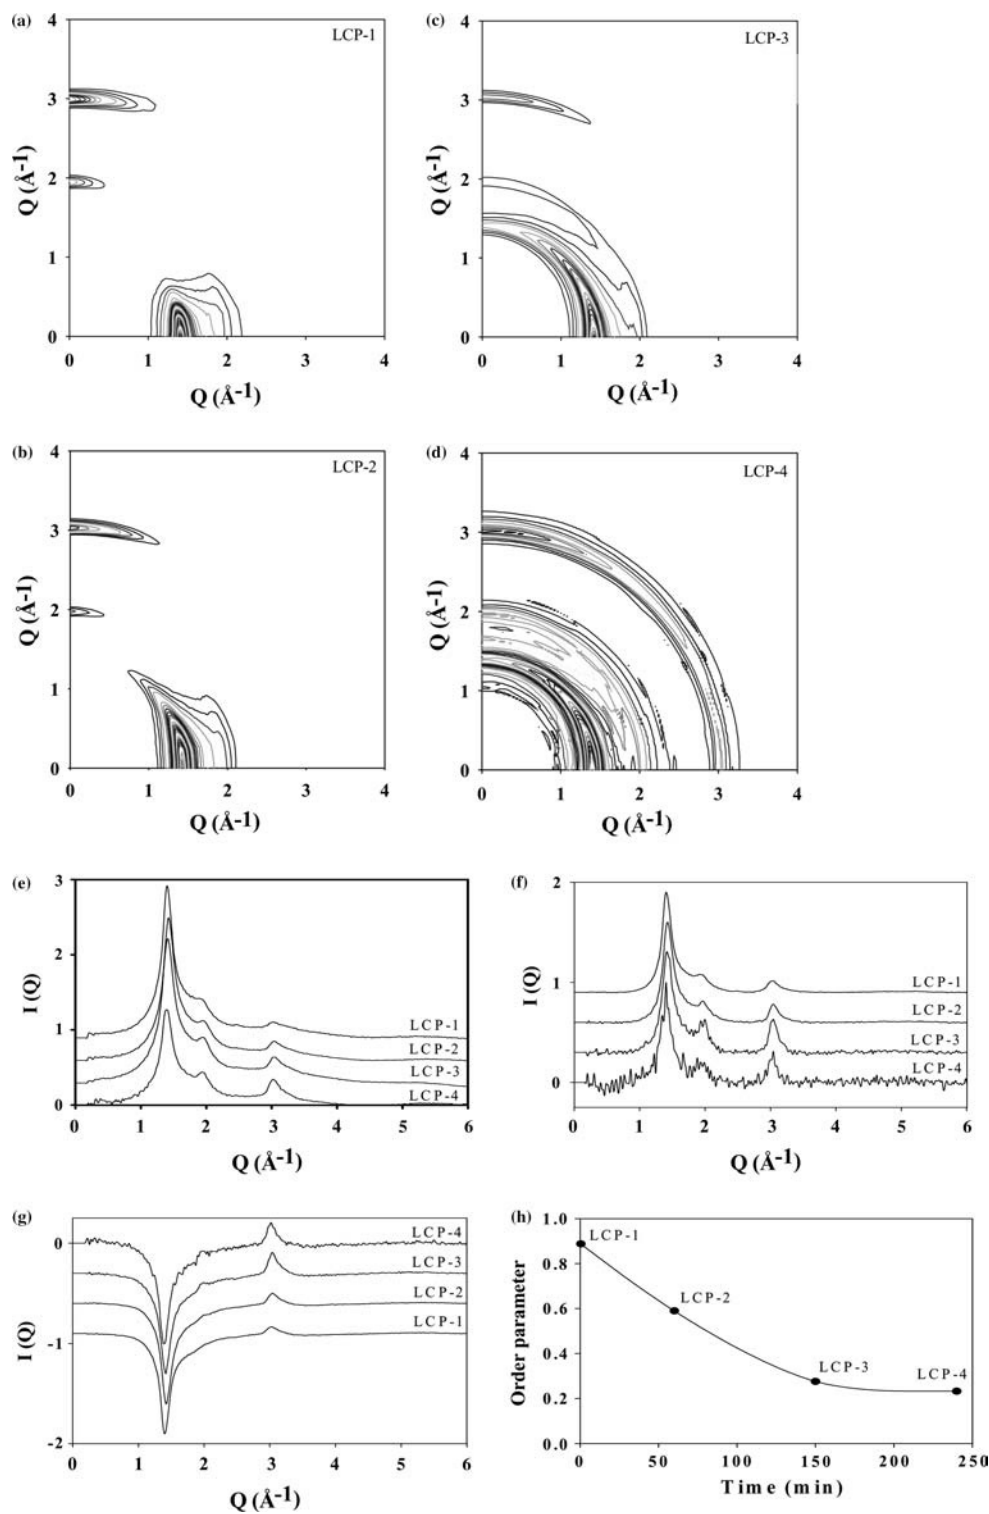 (a)
LCP-1
4
3
2
1
0
Q (Å-1)
0 1 2 3 4
Q (Å-1)
(c)
LCP-3
4
3
2
1
0
Q (Å-1)
0 1 2 3 4
Q (Å-1)
(b)
LCP-2
4
3
2
1
0
Q (Å-1)
0 1 2 3 4
Q (Å-1)
(d)
LCP-4
4
3
2
1
0
Q (Å-1)
0 1 2 3 4
Q (Å-1)
(e)
3
2
1
0
I (Q)
LCP-1
LCP-2
LCP-3
LCP-4
0 1 2 3 4 5 6
Q (Å-1)
(f)
2
1
0
I (Q)
LCP-1
LCP-2
LCP-3
LCP-4
0 1 2 3 4 5 6
Q (Å-1)
(g)
0
-1
-2
I (Q)
LCP-4
LCP-3
LCP-2
LCP-1
0 1 2 3 4 5 6
Q (Å-1)
(h)
1.0
0.8
0.6
0.4
0.2
0.0
Order parameter
LCP-1
LCP-2
LCP-3
LCP-4
0 50 100 150 200 250
Time (min)